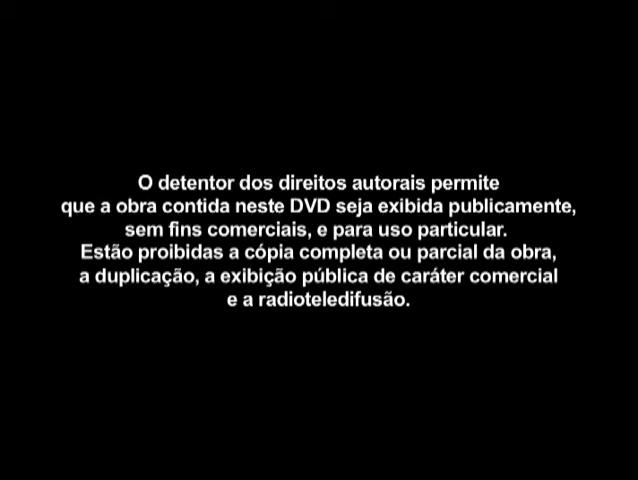 O detentor dos direitos autorais permite
que a obra contida neste DVD seja exibida publicamente,
sem fins comerciais, e para uso particular.
Estão proibidas a cópia completa ou parcial da obra,
a duplicação, a exibição pública de caráter comercial
e a radioteledifusão.